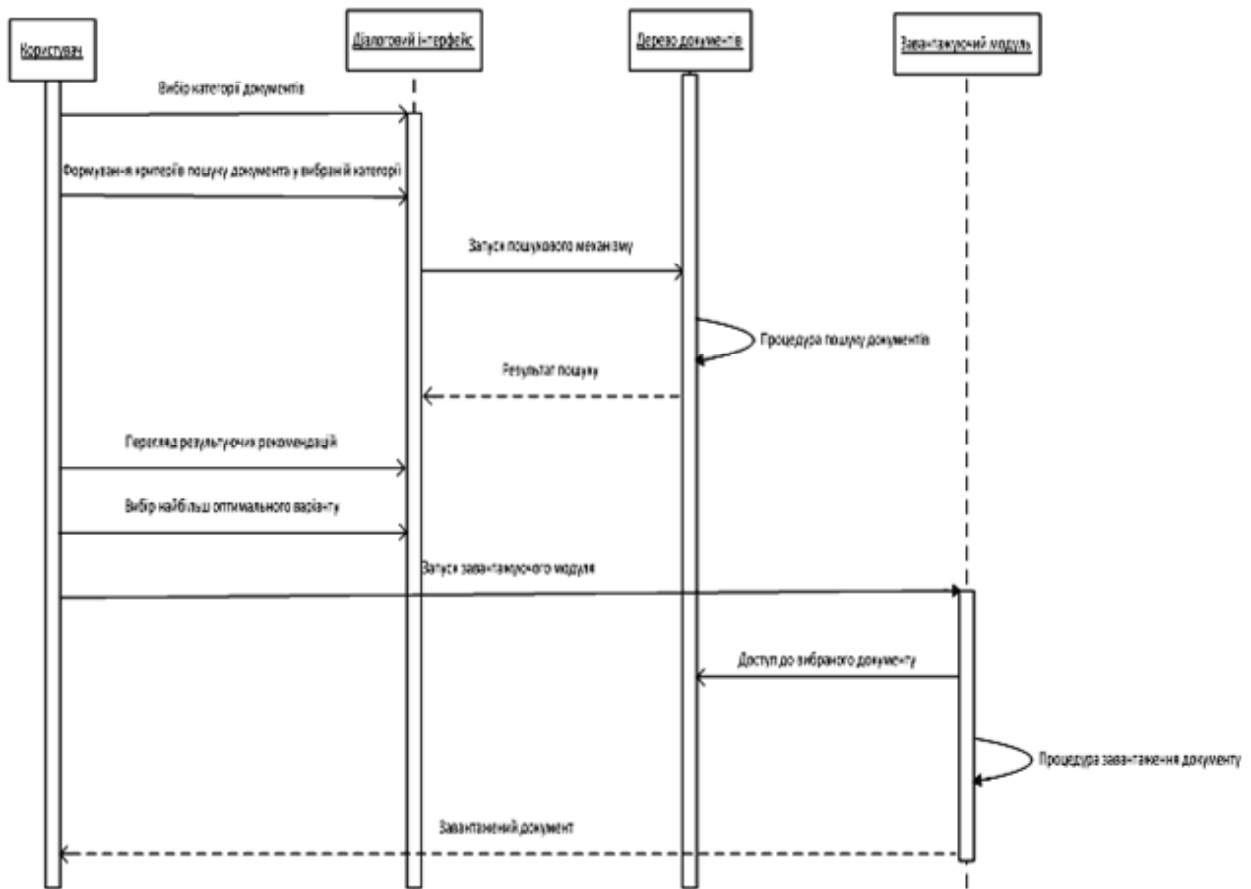 Користувач
Діалоговий інтерфейс
Дерево документів
Завантажуючий модуль
Вибір категорії документів
Формування критеріїв пошуку документа у вибраній категорії
Запуск пошукового механізму
Процедура пошуку документів
Результат пошуку
Перегляд результуючих рекомендацій
Вибір найбільш оптимального варіанту
Запуск завантажуючого модуля
Доступ до вибраного документу
Процедура завантаження документу
Завантажений документ